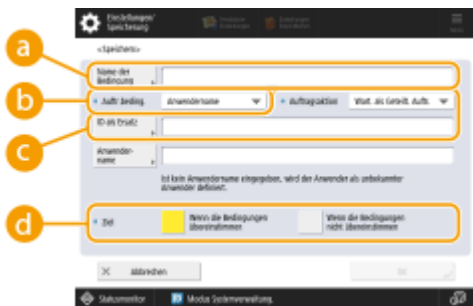 Einstellungen/
Speicherung
<Speichern>
a
Name der
Bedingung
b
Auftr.beding.
Anwendername
Auftragsaktion
Wart. als Geteilt. Auftr.
c
ID als Ersatz
Anwender-
name
Ist kein Anwendername eingegeben, wird der Anwender als unbekannter
Anwender definiert.
d
Ziel
Wenn die Bedingungen
übereinstimmen
Wenn die Bedingungen
nicht übereinstimmen
Abbrechen
OK
Statusmonitor
Modus Systemverwaltung.